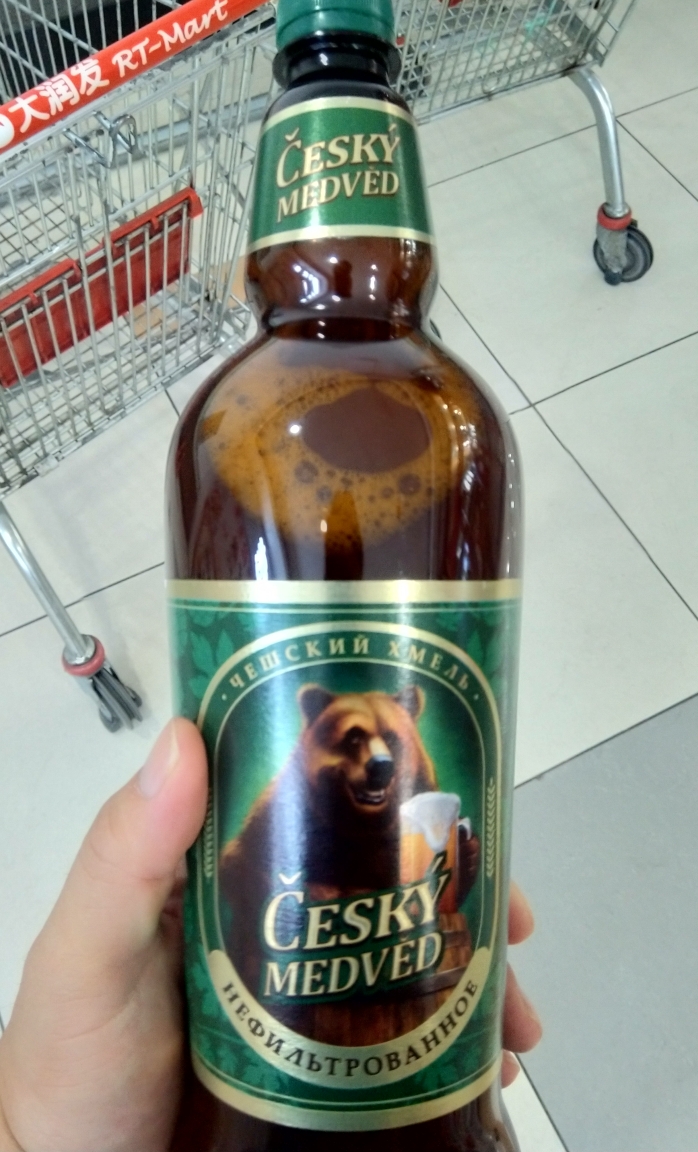 大润发 RT-Mart
ČESKÝ
MEDVĚD
· ЧЕШСКИЙ ХМЕЛЬ ·
ČESKÝ
MEDVĚD
НЕФИЛЬТРОВАННОЕ